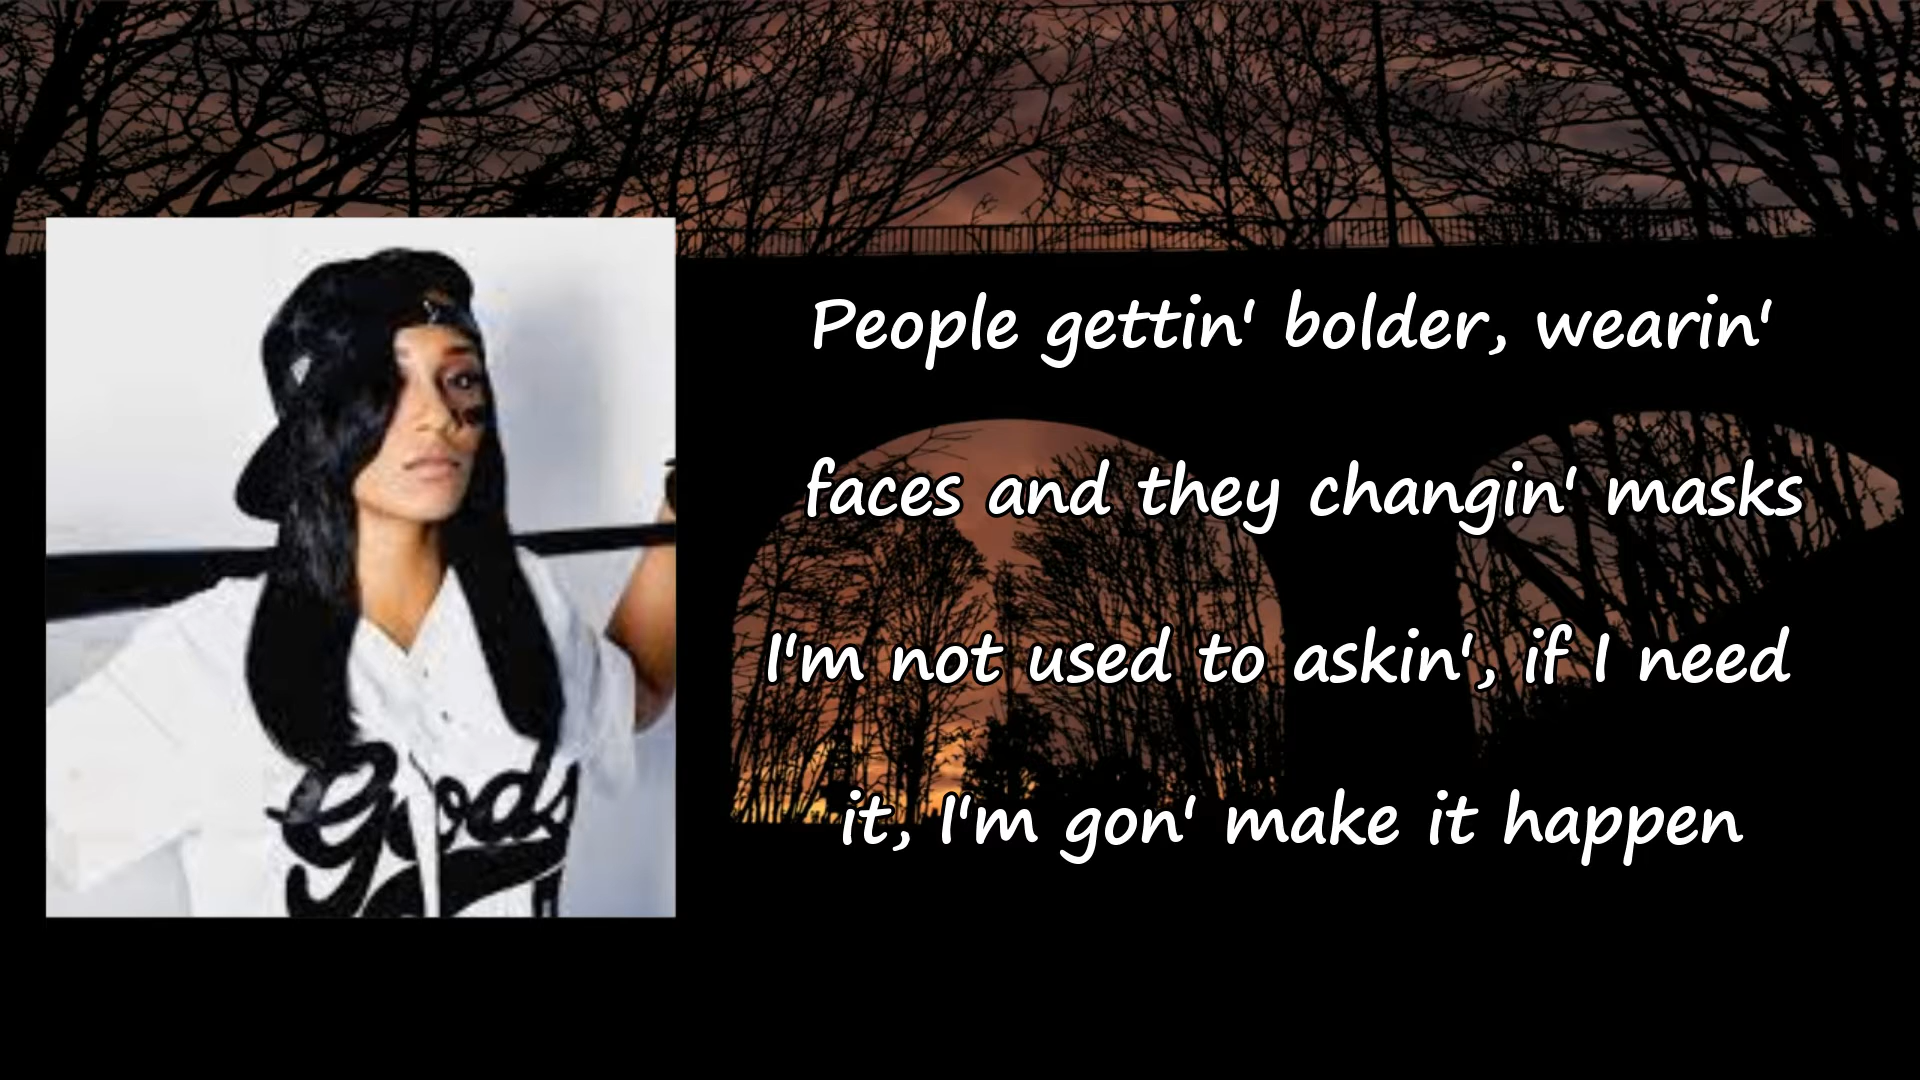 People gettin' bolder, wearin'
faces and they changin' masks
I'm not used to askin', if I need
it, I'm gon' make it happen
Goods